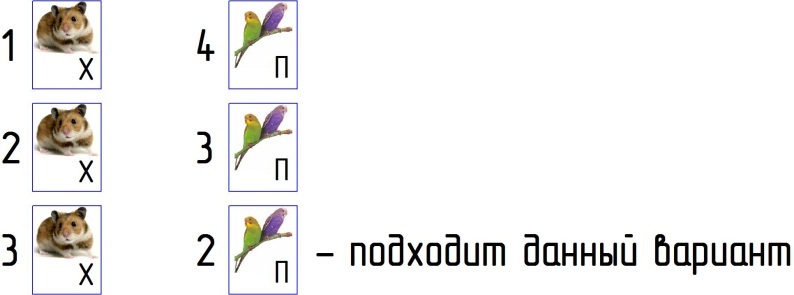 1 Х 4 П
2 Х 3 П
3 Х 2 П – подходит данный вариант